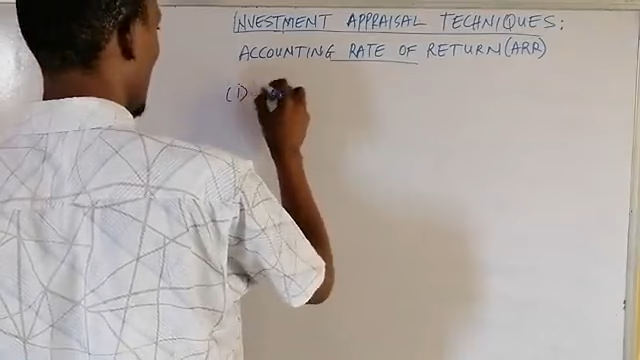 INVESTMENT APPRAISAL TECHNIQUES:
ACCOUNTING RATE OF RETURN (ARR)
(i)